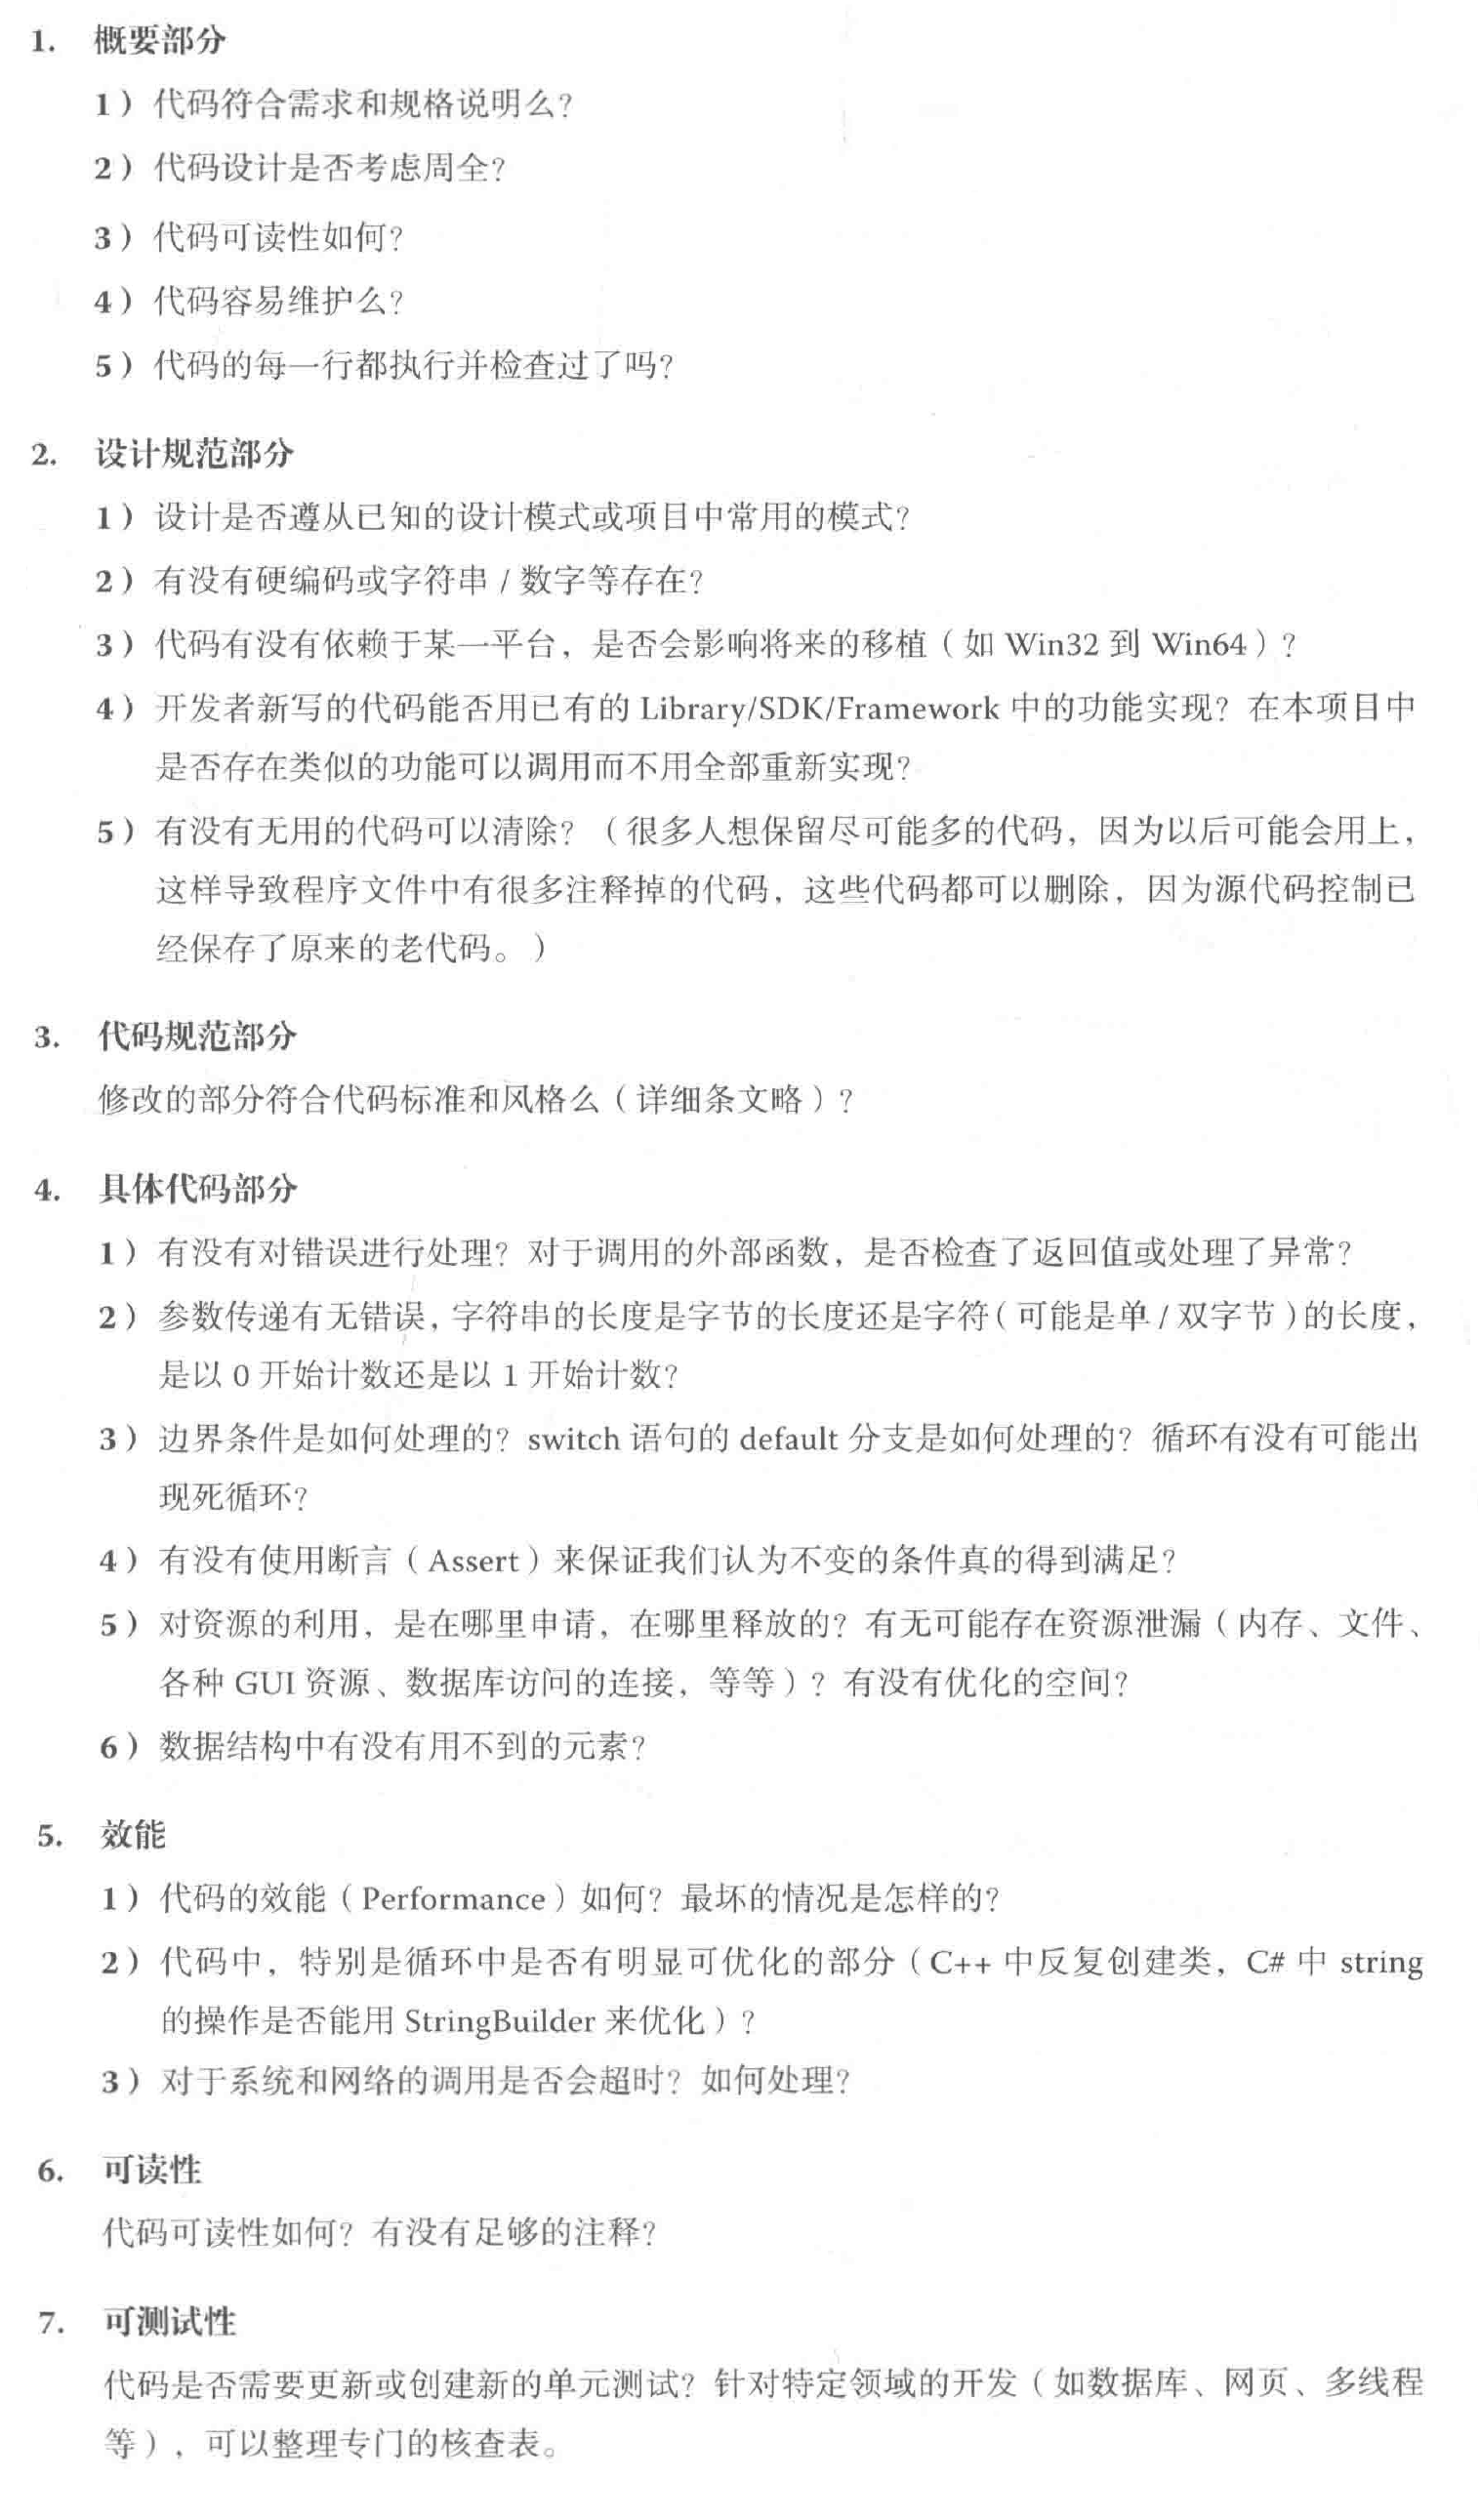 1. 概要部分
1）代码符合需求和规格说明么？
2）代码设计是否考虑周全？
3）代码可读性如何？
4）代码容易维护么？
5）代码的每一行都执行并检查过了吗？
2. 设计规范部分
1）设计是否遵从已知的设计模式或项目中常用的模式？
2）有没有硬编码或字符串 / 数字等存在？
3）代码有没有依赖于某一平台，是否会影响将来的移植（如 Win32 到 Win64）？
4）开发者新写的代码能否用已有的 Library/SDK/Framework 中的功能实现？在本项目中
是否存在类似的功能可以调用而不用全部重新实现？
5）有没有无用的代码可以清除？（很多人想保留尽可能多的代码，因为以后可能会用上，
这样导致程序文件中有很多注释掉的代码，这些代码都可以删除，因为源代码控制已
经保存了原来的老代码。）
3. 代码规范部分
修改的部分符合代码标准和风格么（详细条文略）？
4. 具体代码部分
1）有没有对错误进行处理？对于调用的外部函数，是否检查了返回值或处理了异常？
2）参数传递有无错误，字符串的长度是字节的长度还是字符（可能是单 / 双字节）的长度，
是以 0 开始计数还是以 1 开始计数？
3）边界条件是如何处理的？switch 语句的 default 分支是如何处理的？循环有没有可能出
现死循环？
4）有没有使用断言（Assert）来保证我们认为不变的条件真的得到满足？
5）对资源的利用，是在哪里申请，在哪里释放的？有无可能存在资源泄漏（内存、文件、
各种 GUI 资源、数据库访问的连接，等等）？有没有优化的空间？
6）数据结构中有没有用不到的元素？
5. 效能
1）代码的效能（Performance）如何？最坏的情况是怎样的？
2）代码中，特别是循环中是否有明显可优化的部分（C++ 中反复创建类，C# 中 string
的操作是否能用 StringBuilder 来优化）？
3）对于系统和网络的调用是否会超时？如何处理？
6. 可读性
代码可读性如何？有没有足够的注释？
7. 可测试性
代码是否需要更新或创建新的单元测试？针对特定领域的开发（如数据库、网页、多线程
等），可以整理专门的核查表。